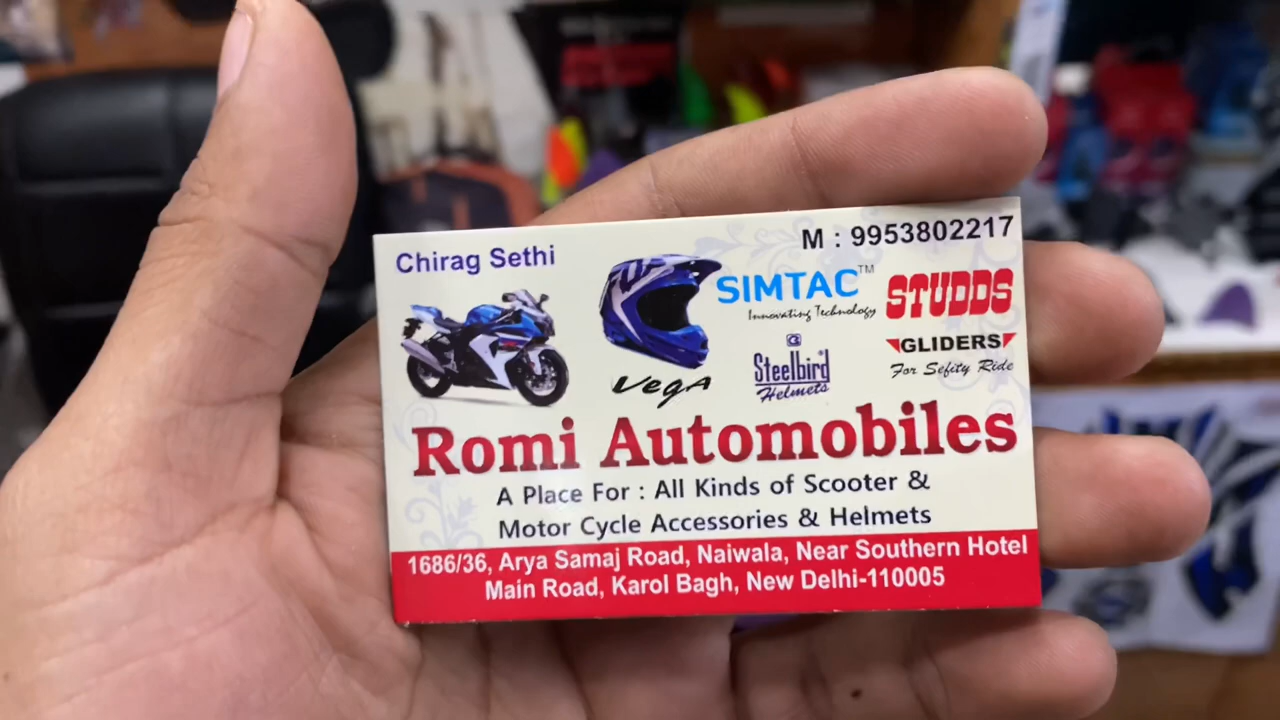 Chirag Sethi
M : 9953802217
SIMTAC™
Innovating Technology
STUDDS
VegA
Steelbird
Helmets
GLIDERS
For Sefity Ride
Romi Automobiles
A Place For : All Kinds of Scooter &
Motor Cycle Accessories & Helmets
1686/36, Arya Samaj Road, Naiwala, Near Southern Hotel
Main Road, Karol Bagh, New Delhi-110005